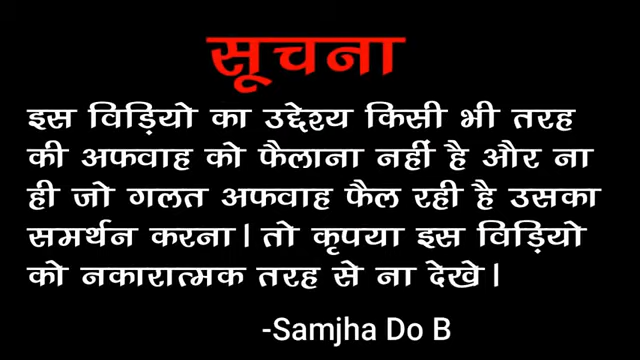 सूचना
इस विड़ियो का उद्देश्य किसी भी तरह
की अफवाह को फैलाना नहीं है और ना
ही जो गलत अफवाह फैल रही है उसका
समर्थन करना। तो कृपया इस विड़ियो
को नकारात्मक तरह से ना देखे।
-Samjha Do B